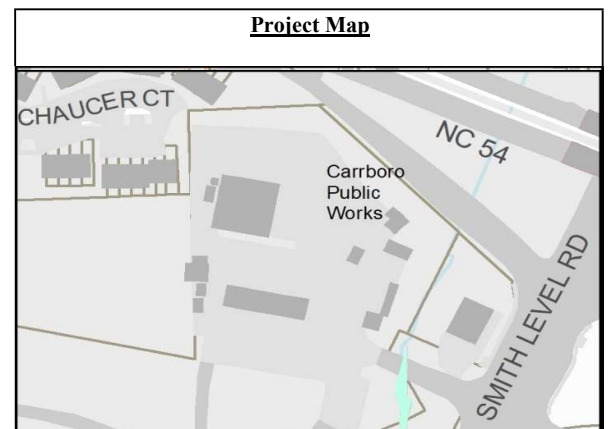 Project Map
CHAUCER CT
NC 54
Carrboro
Public
Works
SMITH LEVEL RD